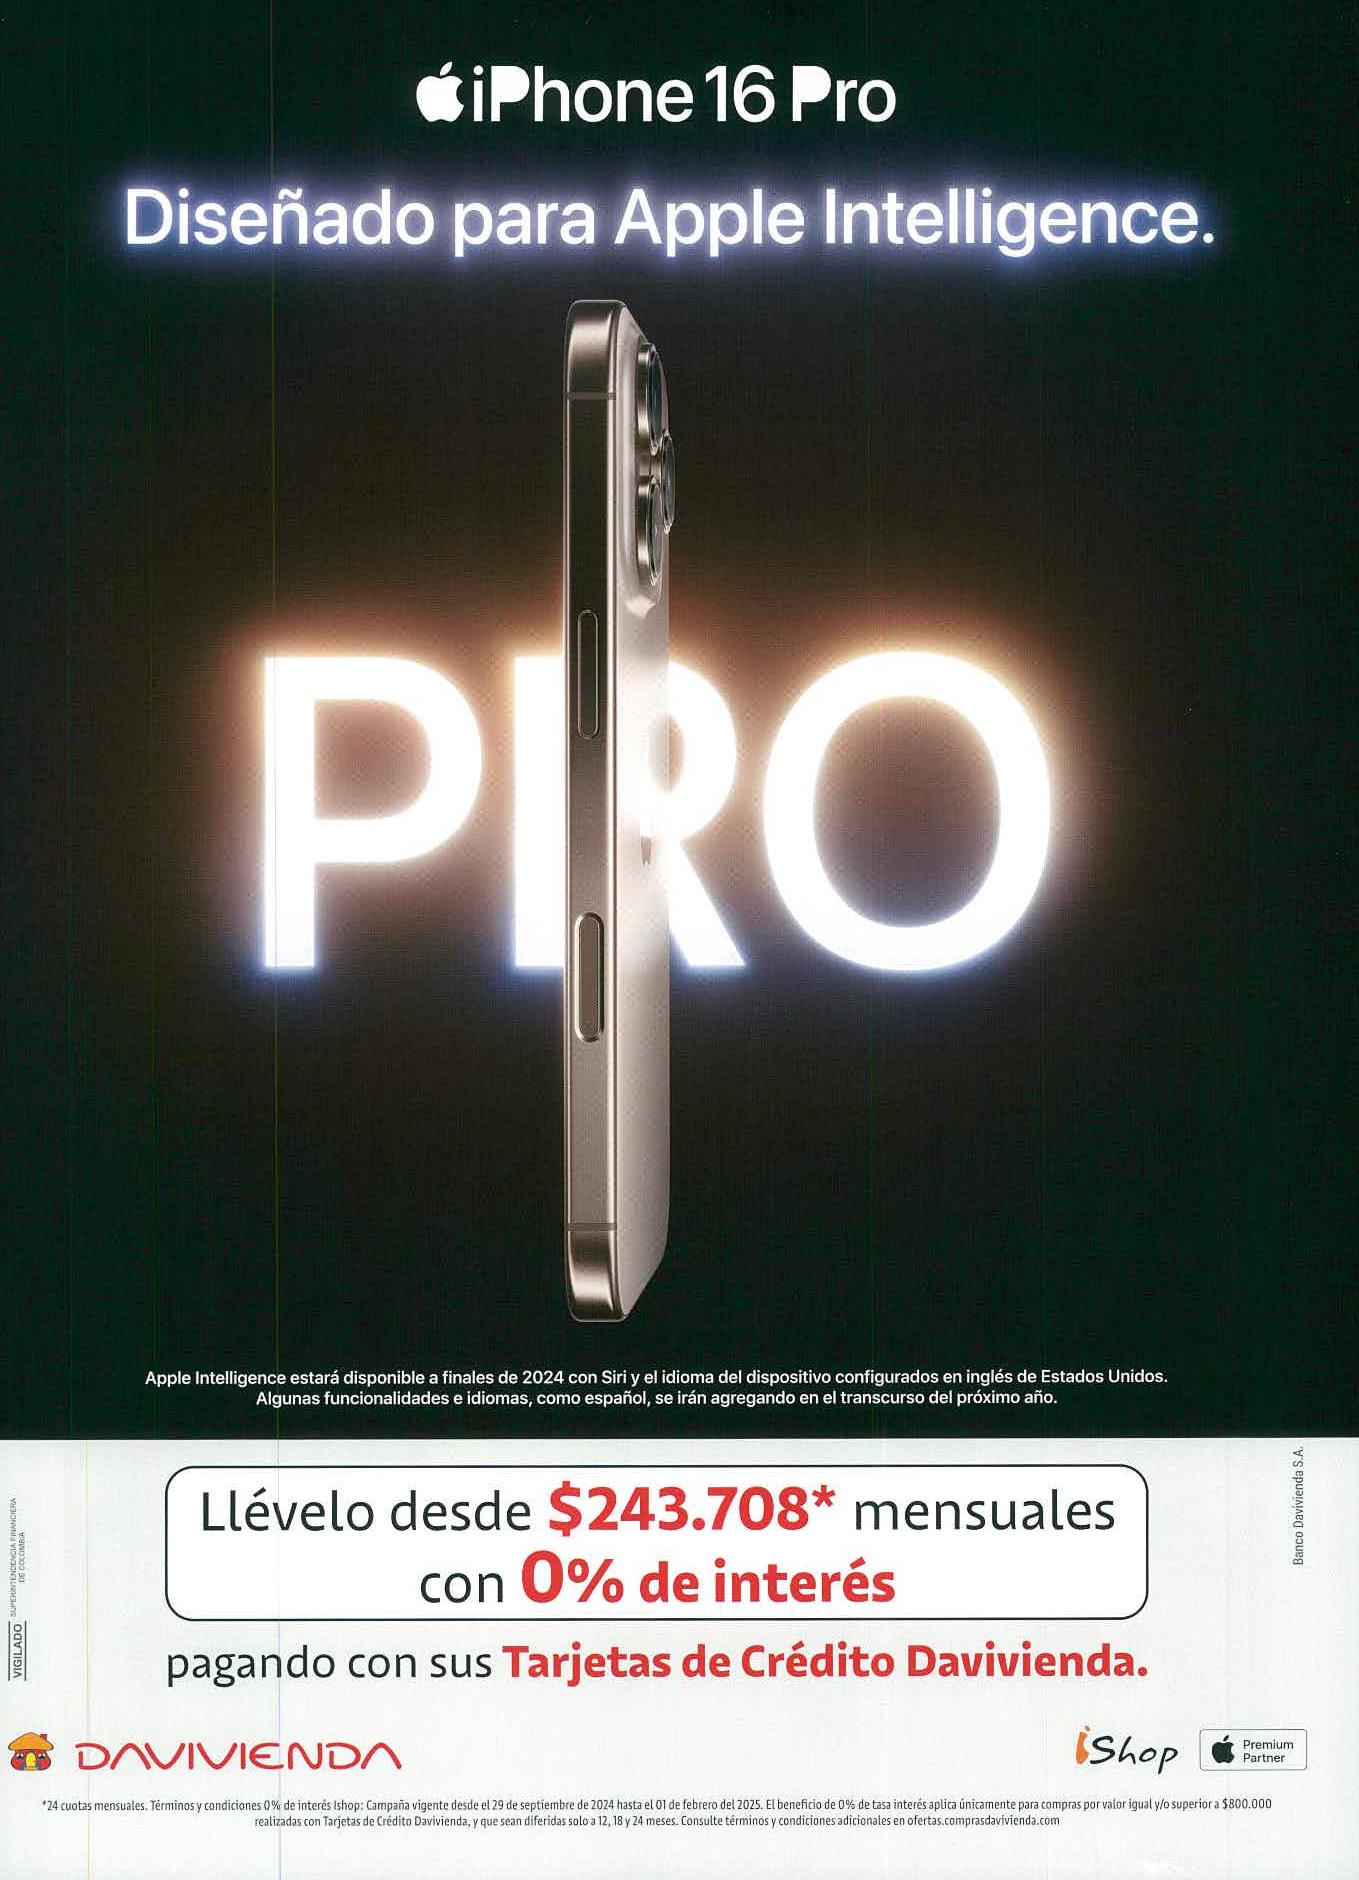 iPhone 16 Pro
Diseñado para Apple Intelligence.
PRO
Apple Intelligence estará disponible a finales de 2024 con Siri y el idioma del dispositivo configurados en inglés de Estados Unidos.
Algunas funcionalidades e idiomas, como español, se irán agregando en el transcurso del próximo año.
Llévelo desde $243.708* mensuales
con 0% de interés
pagando con sus Tarjetas de Crédito Davivienda.
Banco Davivienda S.A.
VIGILADO SUPERINTENDENCIA FINANCIERA
DE COLOMBIA
DAVIVIENDA
iShop
Premium
Partner
*24 cuotas mensuales. Términos y condiciones 0% de interés Ishop: Campaña vigente desde el 29 de septiembre de 2024 hasta el 01 de febrero del 2025. El beneficio de 0% de tasa interés aplica únicamente para compras por valor igual y/o superior a $800.000
realizadas con Tarjetas de Crédito Davivienda, y que sean diferidas solo a 12, 18 y 24 meses. Consulte términos y condiciones adicionales en ofertas.comprasdavivienda.com